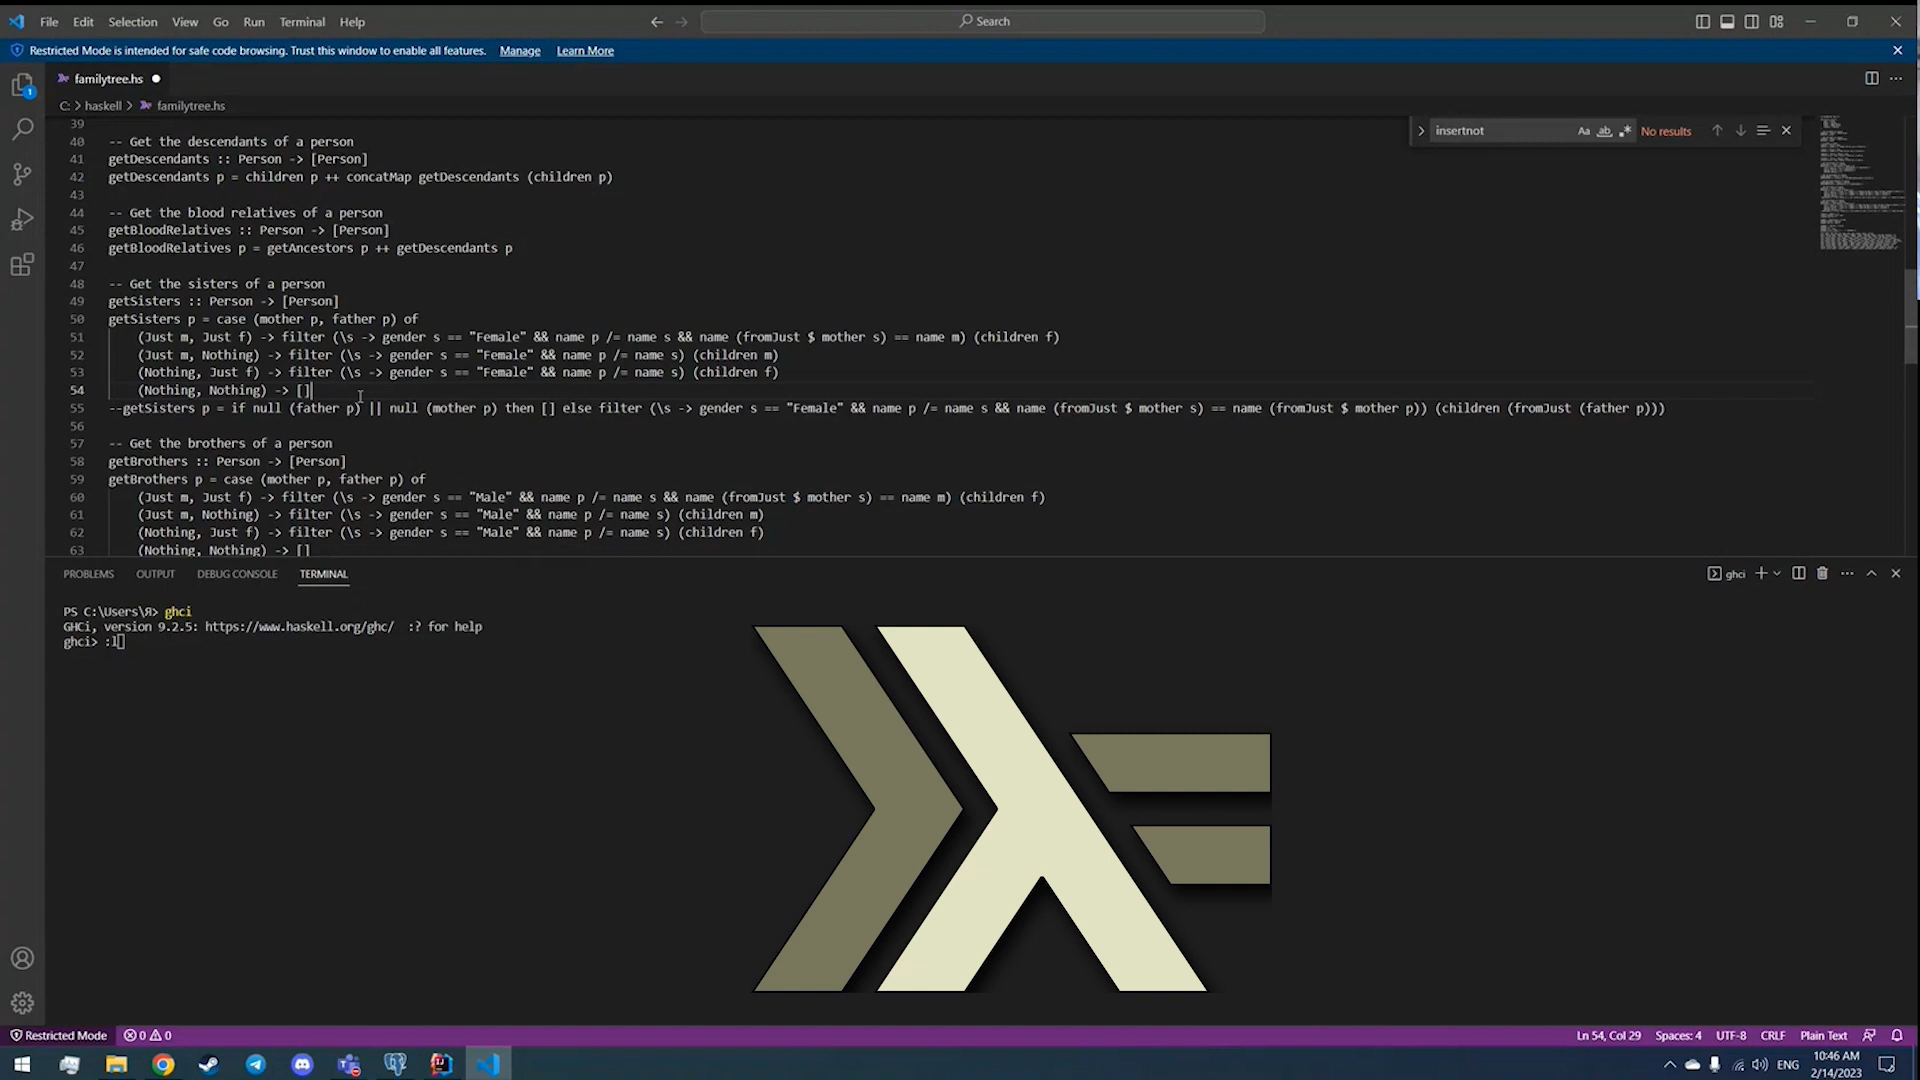 File Edit Selection View Go Run Terminal Help
Search
Restricted Mode is intended for safe code browsing. Trust this window to enable all features. Manage Learn More
familytree.hs
C: > haskell > familytree.hs
insertnot
Aa ab No results
39
40 -- Get the descendants of a person
41 getDescendants :: Person -> [Person]
42 getDescendants p = children p ++ concatMap getDescendants (children p)
43
44 -- Get the blood relatives of a person
45 getBloodRelatives :: Person -> [Person]
46 getBloodRelatives p = getAncestors p ++ getDescendants p
47
48 -- Get the sisters of a person
49 getSisters :: Person -> [Person]
50 getSisters p = case (mother p, father p) of
51 (Just m, Just f) -> filter (\s -> gender s == "Female" && name p /= name s && name (fromJust $ mother s) == name m) (children f)
52 (Just m, Nothing) -> filter (\s -> gender s == "Female" && name p /= name s) (children m)
53 (Nothing, Just f) -> filter (\s -> gender s == "Female" && name p /= name s) (children f)
54 (Nothing, Nothing) -> []
55 --getSisters p = if null (father p) || null (mother p) then [] else filter (\s -> gender s == "Female" && name p /= name s && name (fromJust $ mother s) == name (fromJust $ mother p)) (children (fromJust (father p)))
56
57 -- Get the brothers of a person
58 getBrothers :: Person -> [Person]
59 getBrothers p = case (mother p, father p) of
60 (Just m, Just f) -> filter (\s -> gender s == "Male" && name p /= name s && name (fromJust $ mother s) == name m) (children f)
61 (Just m, Nothing) -> filter (\s -> gender s == "Male" && name p /= name s) (children m)
62 (Nothing, Just f) -> filter (\s -> gender s == "Male" && name p /= name s) (children f)
63 (Nothing, Nothing) -> []
PROBLEMS OUTPUT DEBUG CONSOLE TERMINAL
ghci
PS C:\Users\Я> ghci
GHCi, version 9.2.5: https://www.haskell.org/ghc/ :? for help
ghci> :l
Restricted Mode 0 0
Ln 54, Col 29 Spaces: 4 UTF-8 CRLF Plain Text
ENG
10:46 AM
2/14/2023